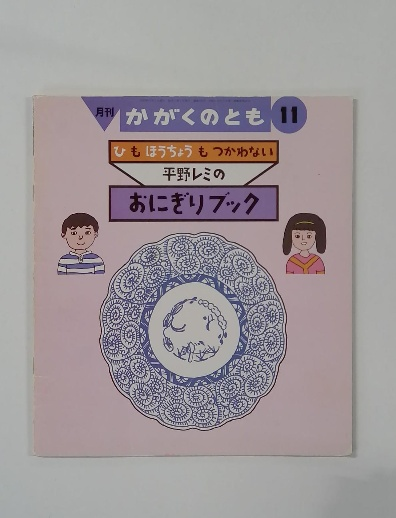 月刊 かがくのとも 11
ひもほうちょうもつかわない
平野レミの
おにぎりブック